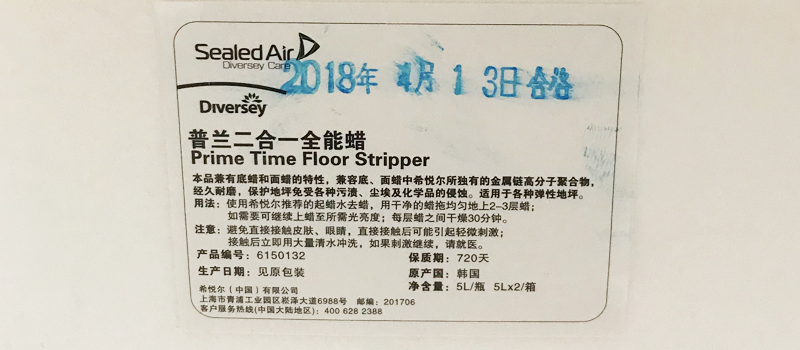 Sealed Air
Diversey Care
2018年 4月 13日 合格
Diversey
普兰二合一全能蜡
Prime Time Floor Stripper
本品兼有底蜡和面蜡的特性，兼容底、面蜡中希悦尔所独有的金属链高分子聚合物，
经久耐磨，保护地坪免受各种污渍、尘埃及化学品的侵蚀。适用于各种弹性地坪。
用法：使用希悦尔推荐的起蜡水去蜡，用干净的蜡拖均匀地上2-3层蜡；
如需要可继续上蜡至所需光亮度；每层蜡之间干燥30分钟。
注意：避免直接接触皮肤、眼睛，直接接触后可能引起轻微刺激；
接触后立即用大量清水冲洗，如果刺激继续，请就医。
产品编号：6150132 保质期：720天
生产日期：见原包装 原产国：韩国
净含量：5L/瓶 5Lx2/箱
希悦尔（中国）有限公司
上海市青浦工业园区崧泽大道6988号 邮编：201706
客户服务热线(中国大陆地区)：400 628 2388